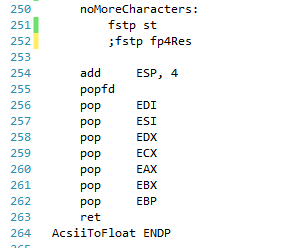 250 noMoreCharacters:
251 fstp st
252 ;fstp fp4Res
253
254 add ESP, 4
255 popfd
256 pop EDI
257 pop ESI
258 pop EDX
259 pop ECX
260 pop EAX
261 pop EBX
262 pop EBP
263 ret
264 AcsiiToFloat ENDP
265